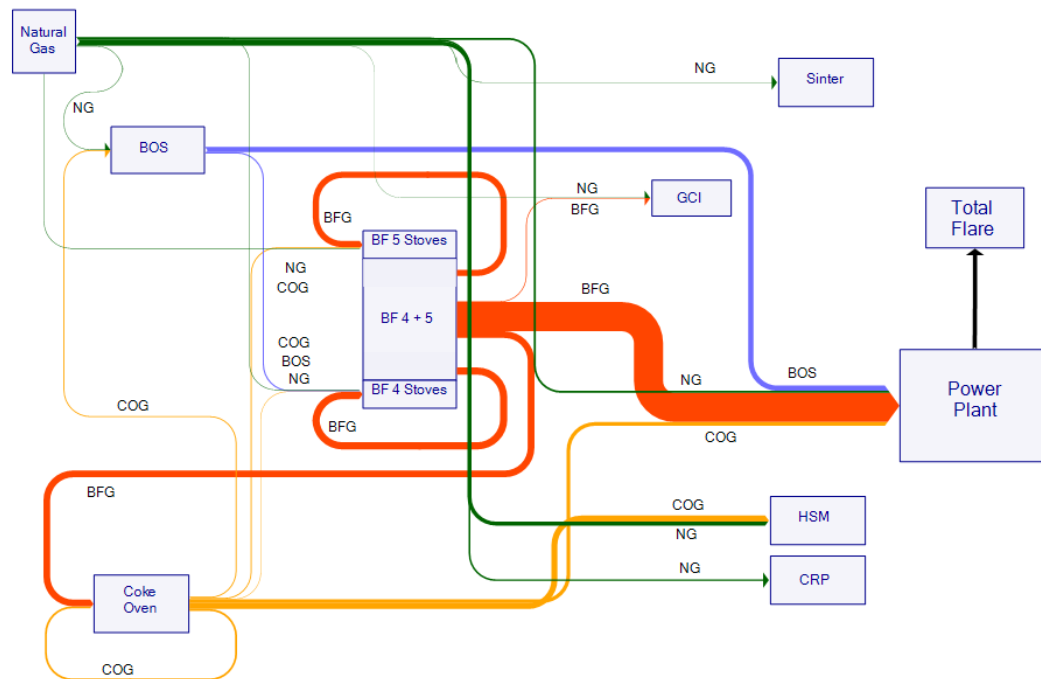 Natural
Gas
NG
Sinter
NG
BOS
NG
GCI
BFG
BFG
Total
Flare
BF 5 Stoves
NG
COG
BFG
BF 4 + 5
COG
BOS
NG
BOS
NG
BF 4 Stoves
Power
Plant
COG
BFG
COG
BFG
COG
HSM
NG
NG
CRP
Coke
Oven
COG